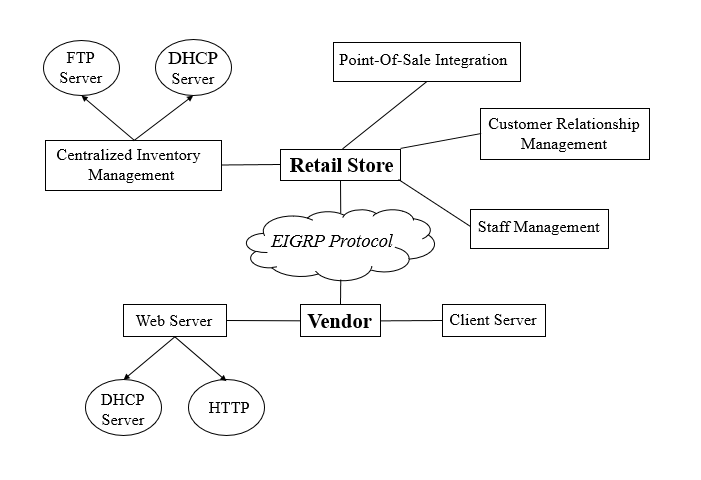 FTP
Server
DHCP
Server
Point-Of-Sale Integration
Customer Relationship
Management
Centralized Inventory
Management
Retail Store
Staff Management
EIGRP Protocol
Web Server
Vendor
Client Server
DHCP
Server
HTTP